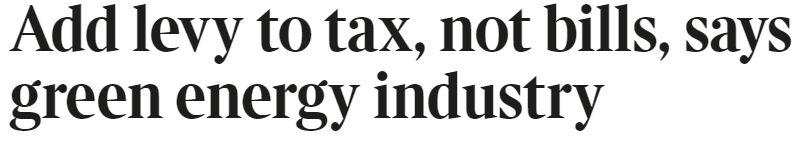 Add levy to tax, not bills, says
green energy industry